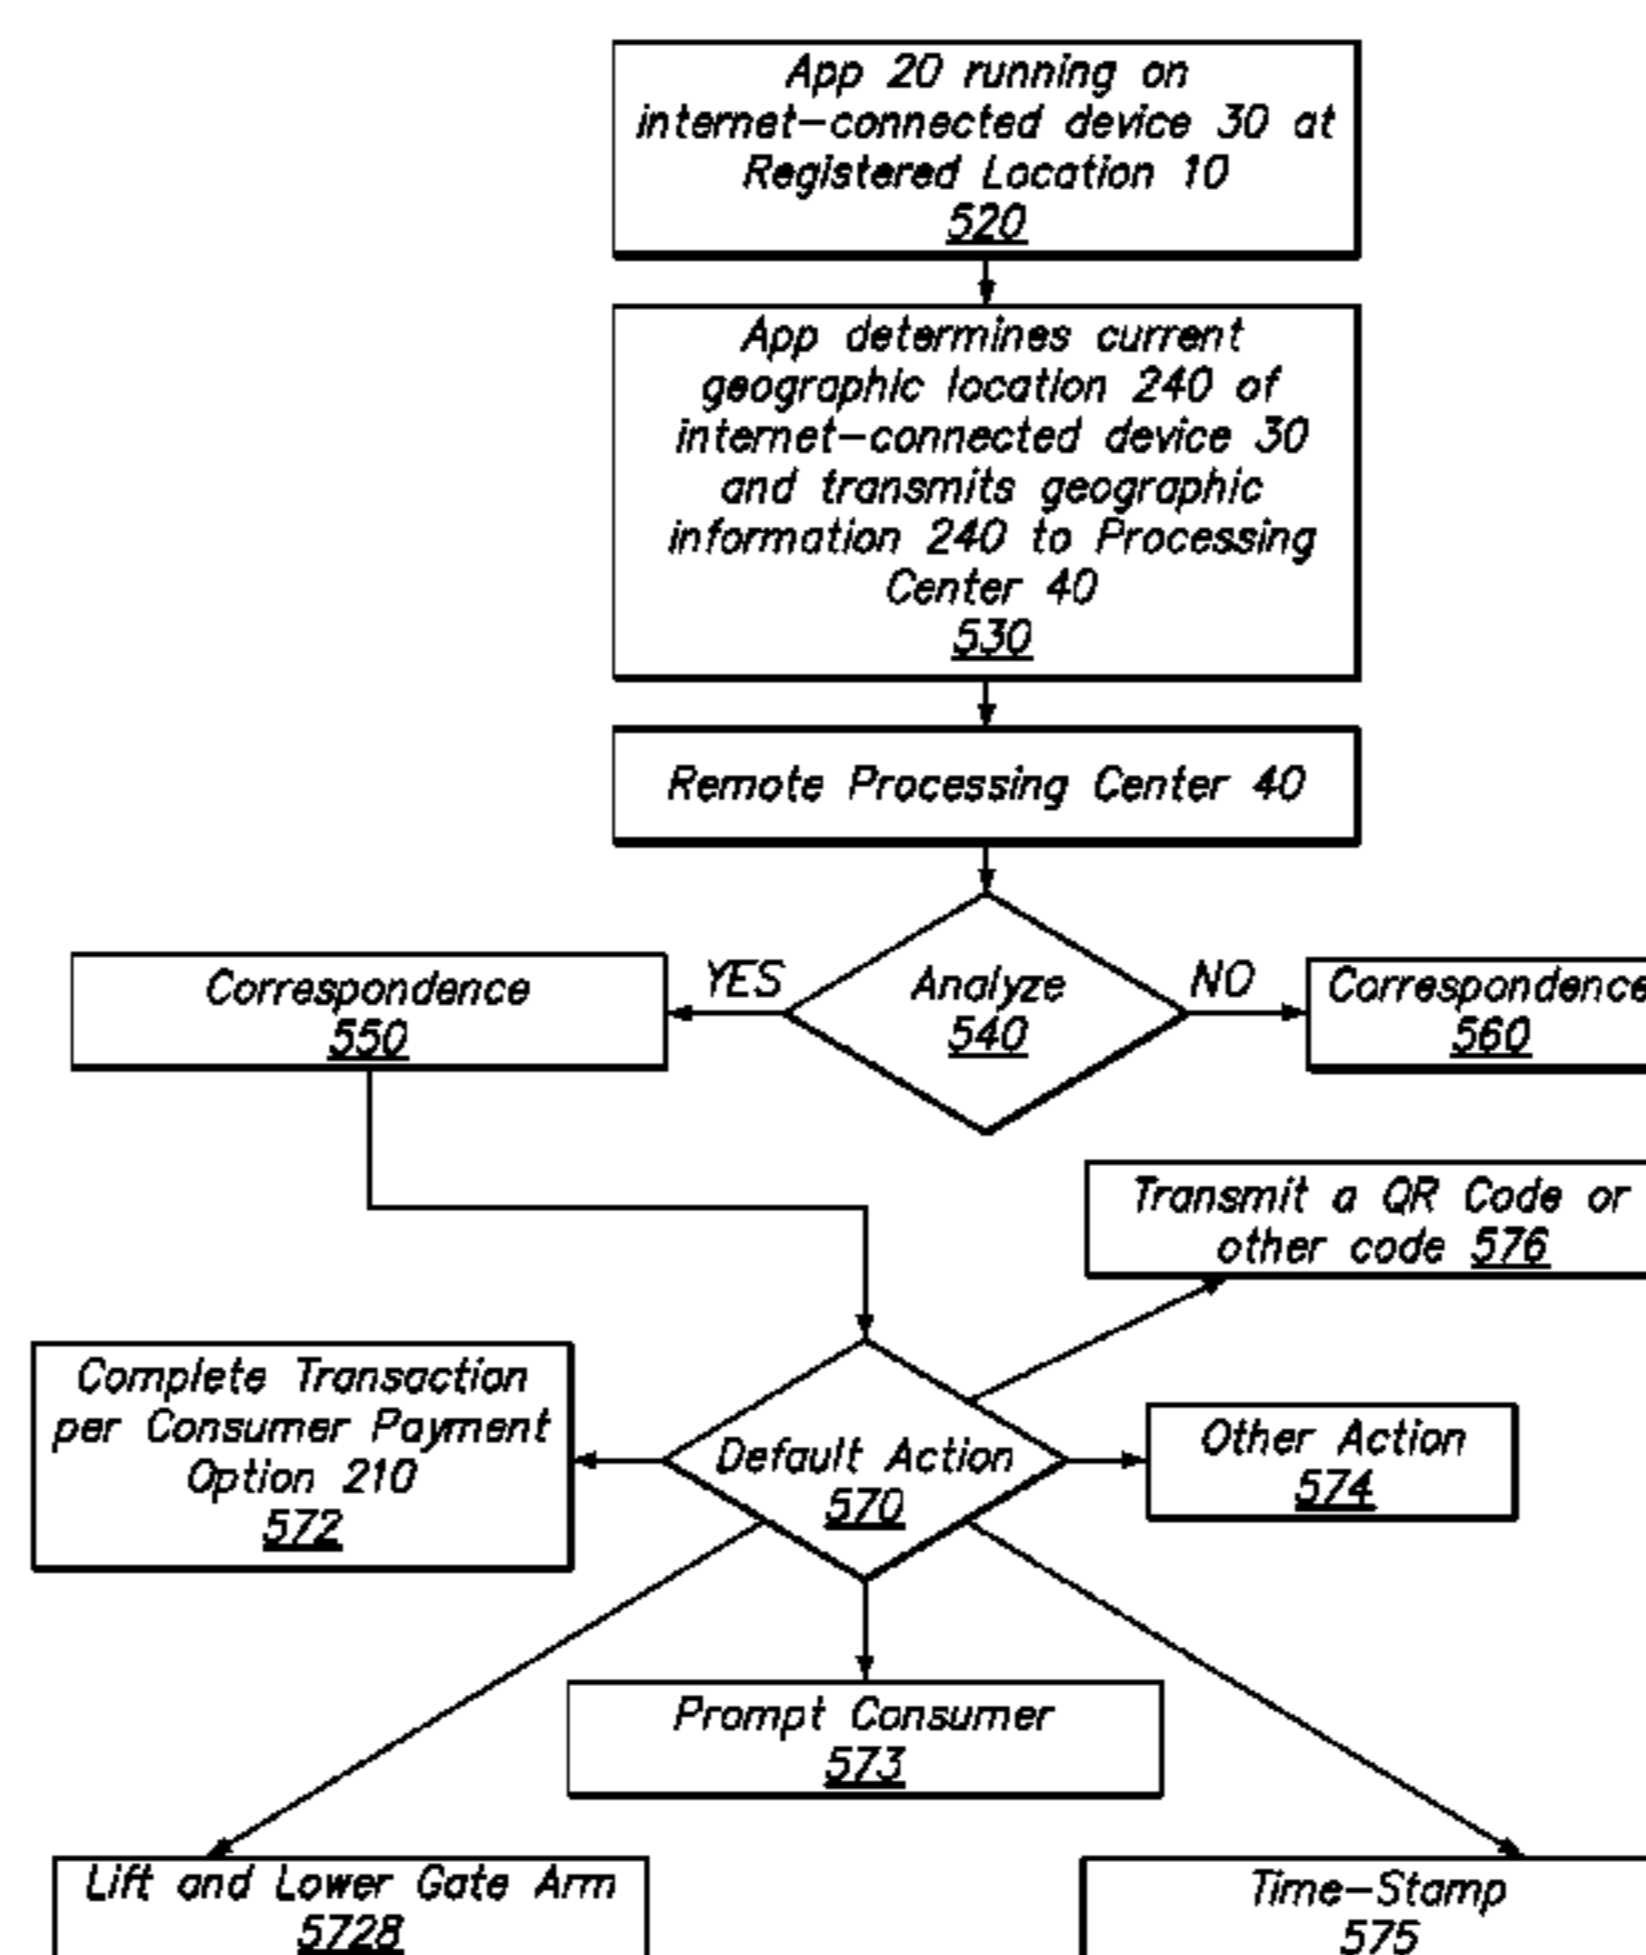 App 20 running on
internet-connected device 30 at
Registered Location 10
520
App determines current
geographic location 240 of
internet-connected device 30
and transmits geographic
information 240 to Processing
Center 40
530
Remote Processing Center 40
YES
Analyze
540
NO
Correspondence
550
Correspondence
560
Transmit a QR Code or
other code 576
Complete Transaction
per Consumer Payment
Option 210
572
Default Action
570
Other Action
574
Prompt Consumer
573
Lift and Lower Gate Arm
5728
Time-Stamp
575